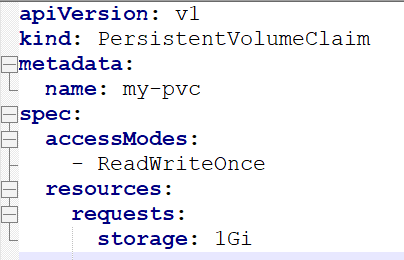 apiVersion: v1
kind: PersistentVolumeClaim
metadata:
  name: my-pvc
spec:
  accessModes:
    - ReadWriteOnce
  resources:
    requests:
      storage: 1Gi